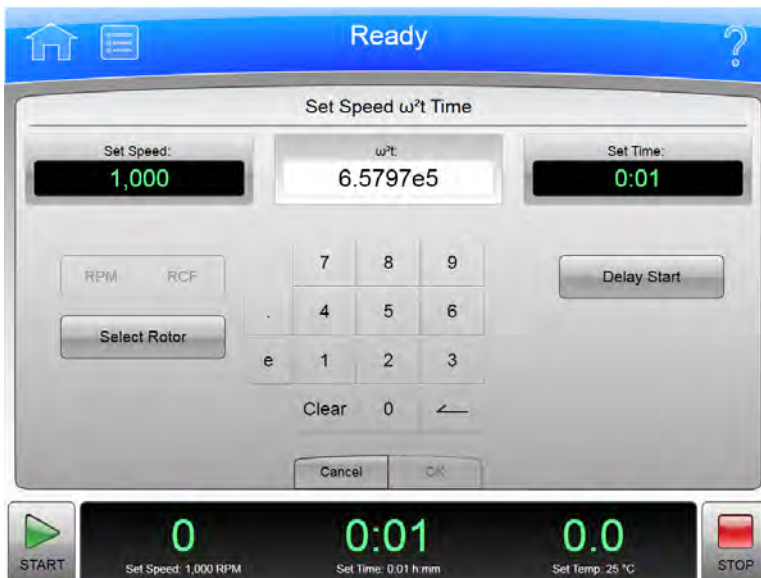 Ready
?
Set Speed ω²t Time
Set Speed:
1,000
ω²t:
6.5797e5
Set Time:
0:01
RPM RCF
Select Rotor
7 8 9
. 4 5 6
e 1 2 3
Clear 0
Delay Start
Cancel OK
START
0
Set Speed: 1,000 RPM
0:01
Set Time: 0:01 h:mm
0.0
Set Temp: 25 °C
STOP